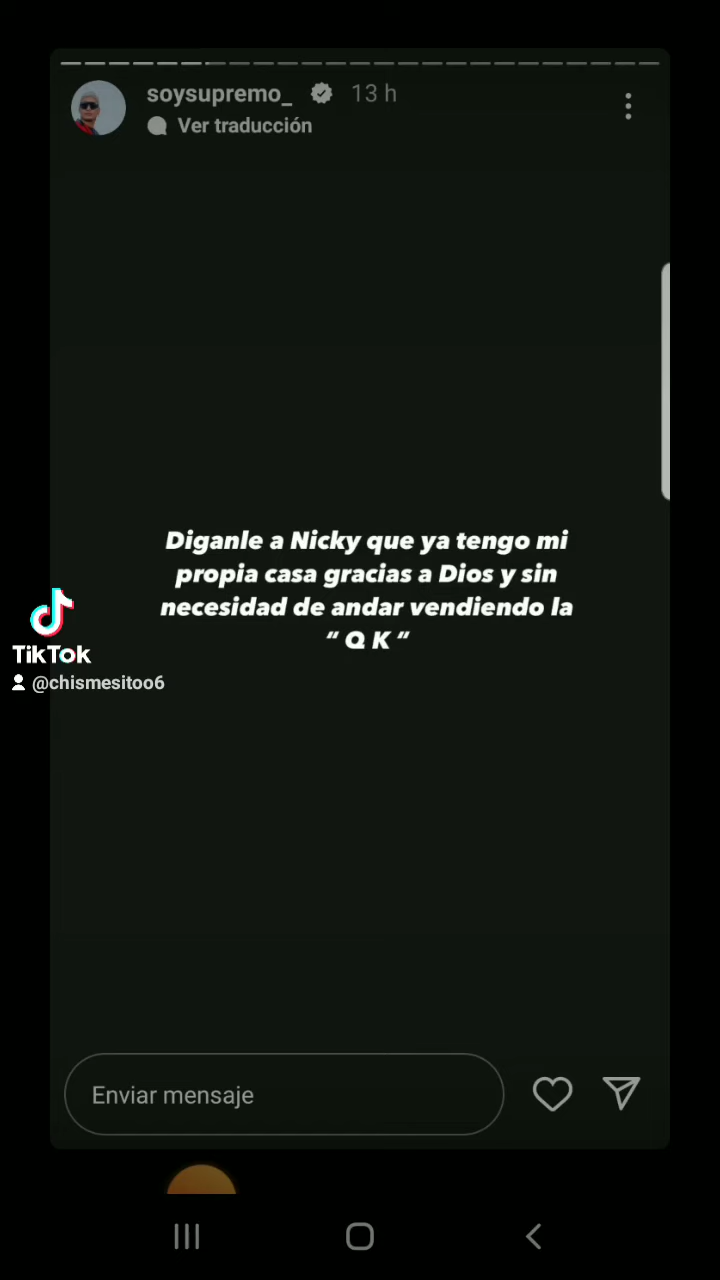 soysupremo_ 13 h
Ver traducción
Diganle a Nicky que ya tengo mi
propia casa gracias a Dios y sin
necesidad de andar vendiendo la
“ Q K “
TikTok
@chismesitoo6
Enviar mensaje